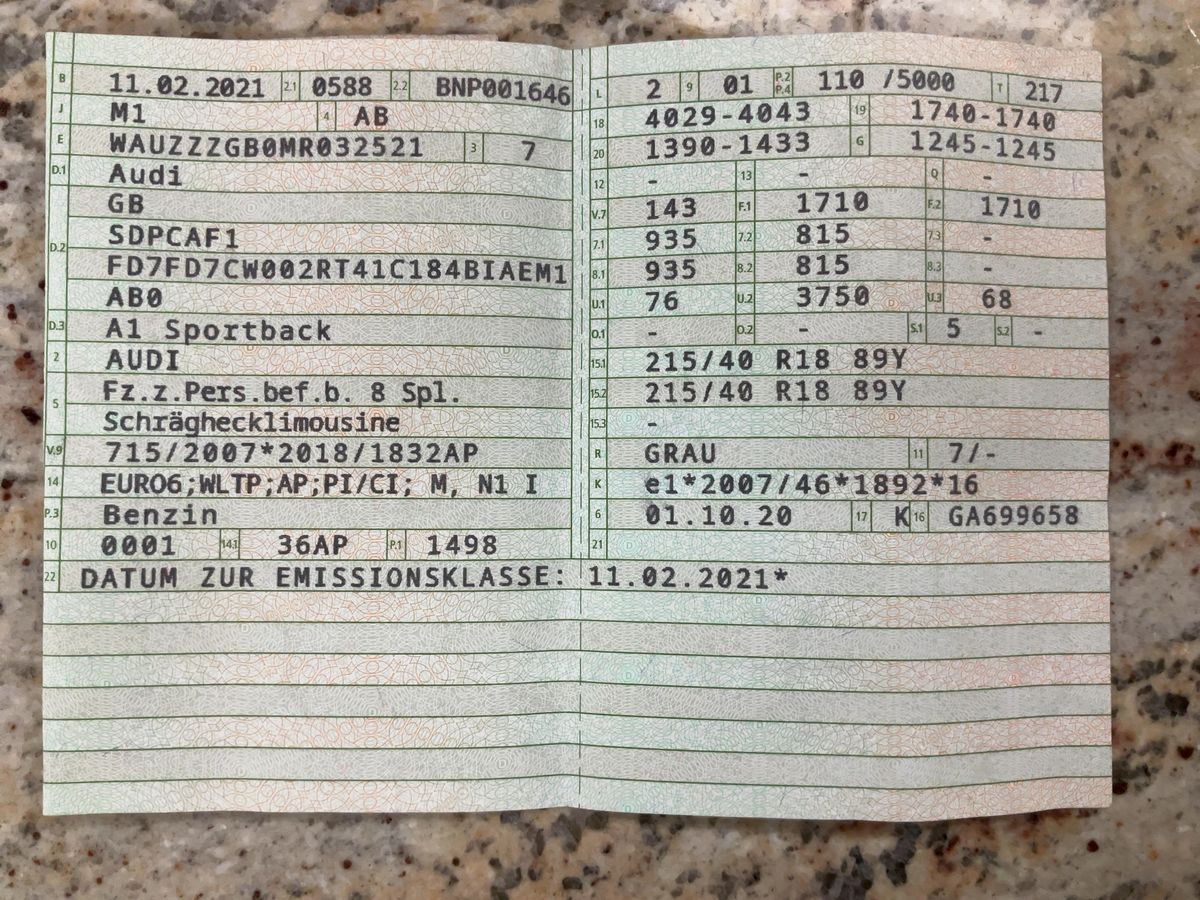 B 11.02.2021 2.1 0588 2.2 BNP001646
J M1 4 AB
E WAUZZZGB0MR032521 3 7
D.1 Audi
GB
D.2 SDPCAF1
FD7FD7CW002RT41C184BIAEM1
AB0
D.3 A1 Sportback
2 AUDI
5 Fz.z.Pers.bef.b. 8 Spl.
Schräghecklimousine
V.9 715/2007*2018/1832AP
14 EURO6;WLTP;AP;PI/CI; M, N1 I
P.3 Benzin
10 0001 14.1 36AP P.1 1498
L 2 9 01 P.2 P.4 110 /5000 T 217
18 4029-4043 19 1740-1740
20 1390-1433 G 1245-1245
12 - 13 - Q -
V.7 143 F.1 1710 F.2 1710
7.1 935 7.2 815 7.3 -
8.1 935 8.2 815 8.3 -
U.1 76 U.2 3750 U.3 68
O.1 - O.2 - S.1 5 S.2 -
15.1 215/40 R18 89Y
15.2 215/40 R18 89Y
15.3 -
R GRAU 11 7/-
K e1*2007/46*1892*16
6 01.10.20 17 K 16 GA699658
21
22 DATUM ZUR EMISSIONSKLASSE: 11.02.2021*